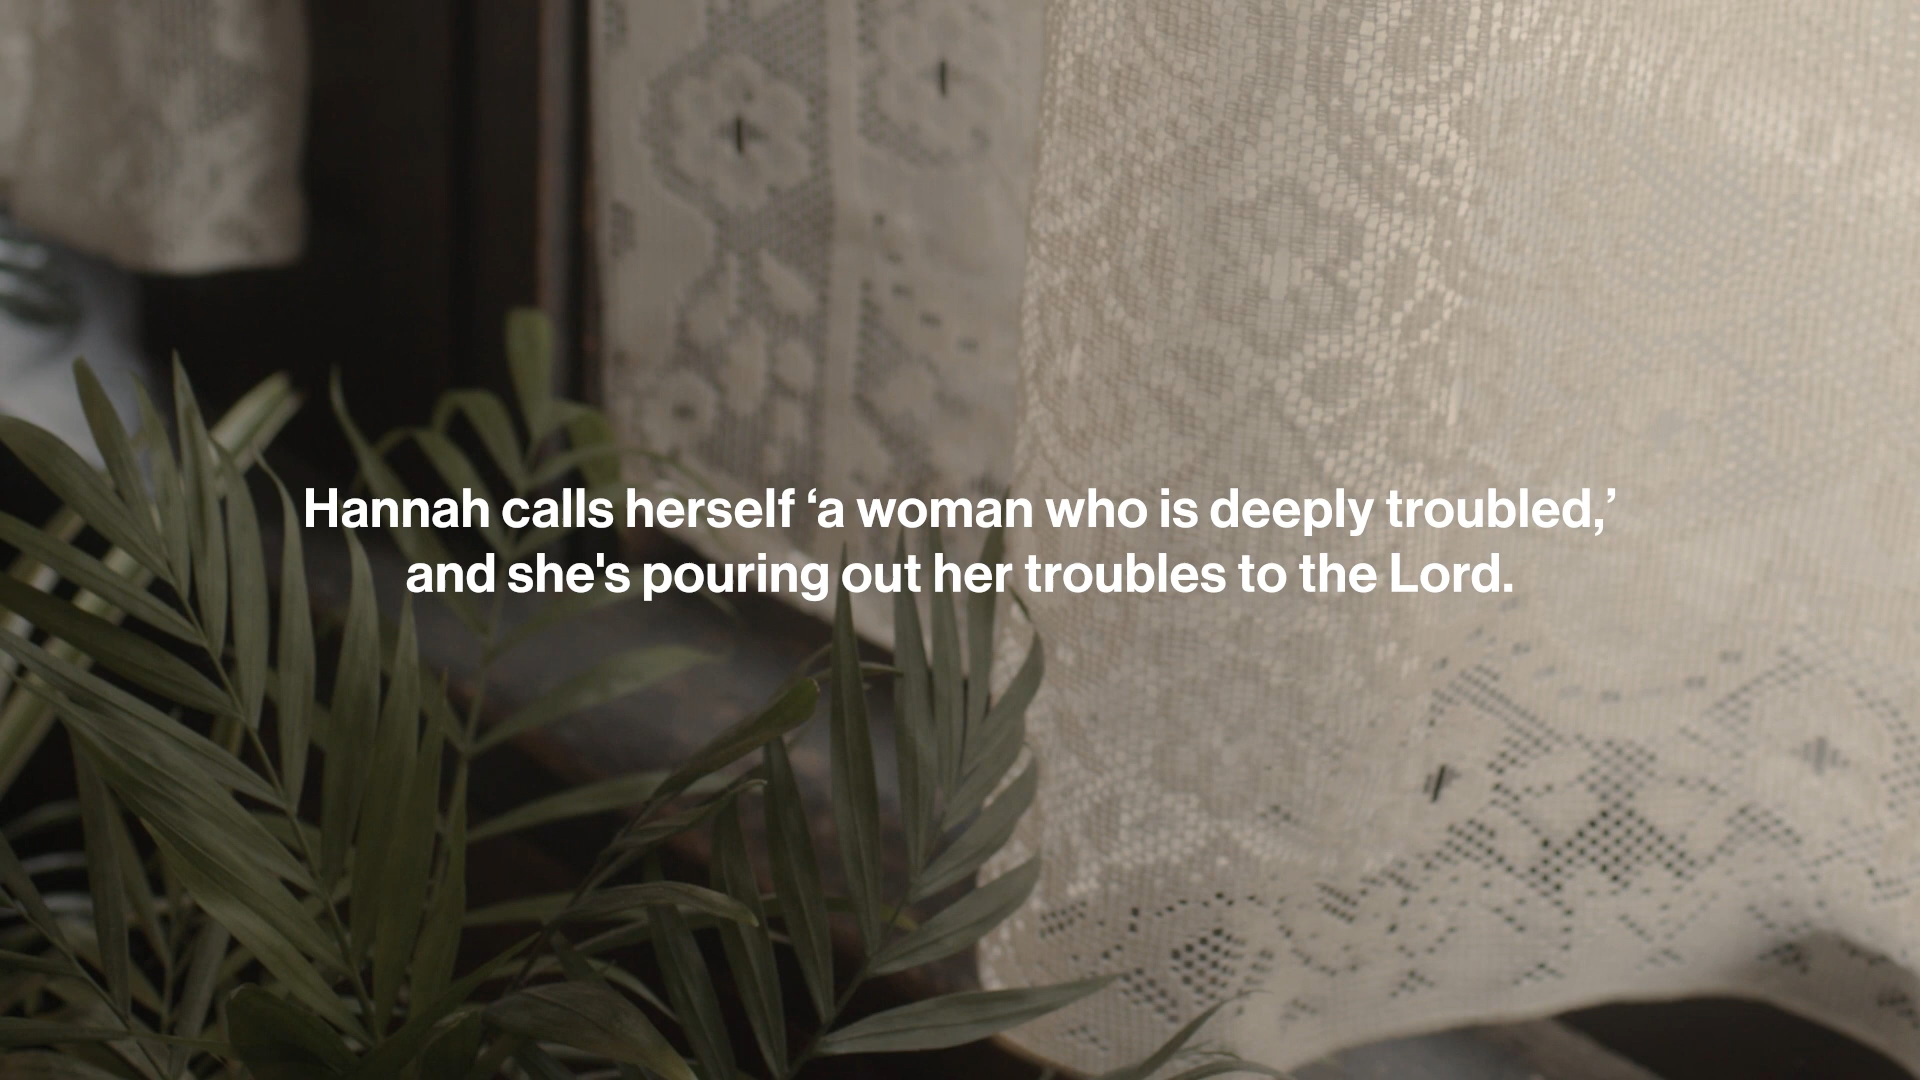 Hannah calls herself ‘a woman who is deeply troubled,’
and she's pouring out her troubles to the Lord.